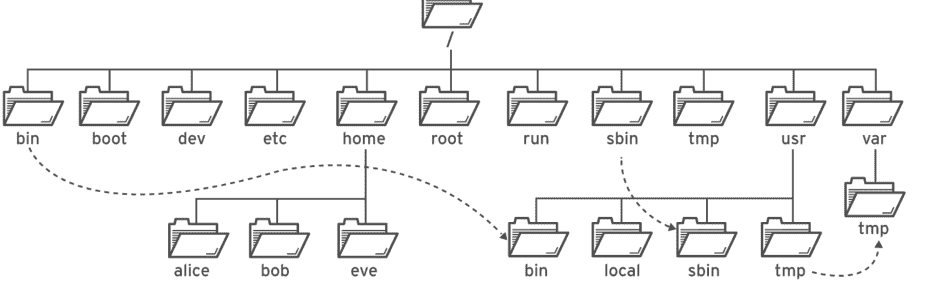 /
bin boot dev etc home root run sbin tmp usr var
tmp
alice bob eve bin local sbin tmp